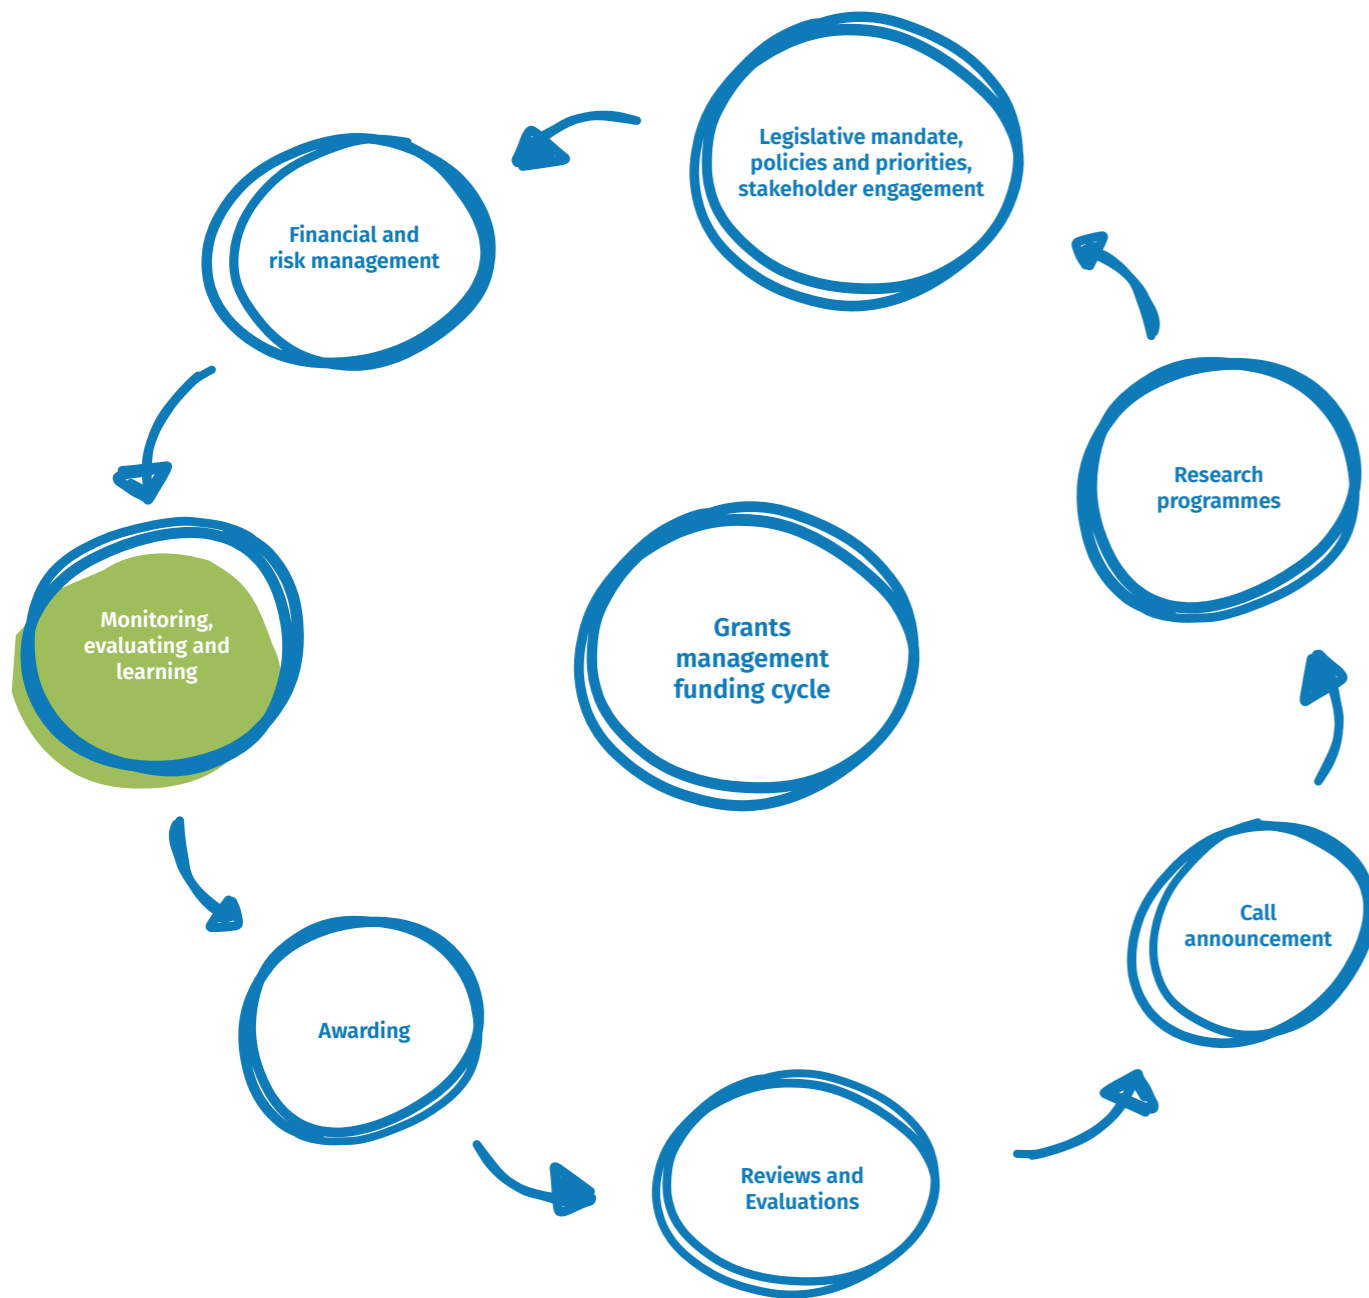 Legislative mandate,
policies and priorities,
stakeholder engagement
Financial and
risk management
Research
programmes
Monitoring,
evaluating and
learning
Grants
management
funding cycle
Call
announcement
Awarding
Reviews and
Evaluations